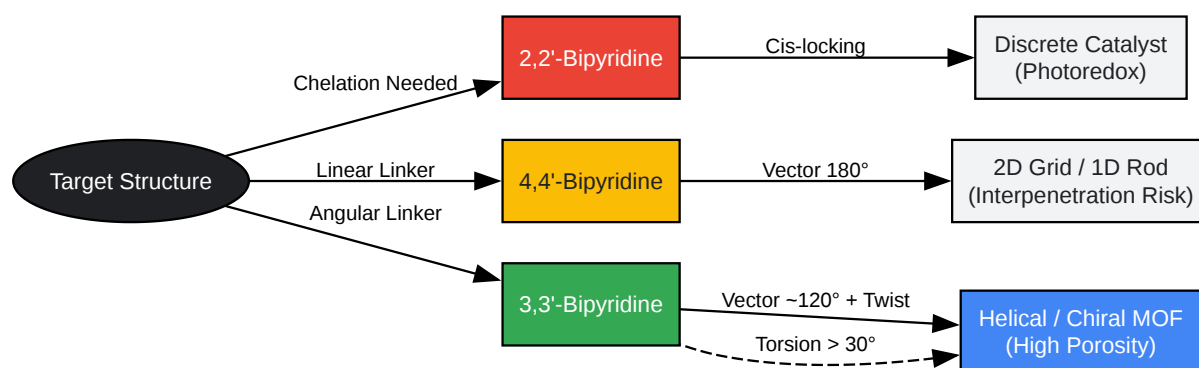 Target Structure
Chelation Needed
Linear Linker
Angular Linker
2,2'-Bipyridine
Cis-locking
Discrete Catalyst
(Photoredox)
4,4'-Bipyridine
Vector 180°
2D Grid / 1D Rod
(Interpenetration Risk)
3,3'-Bipyridine
Vector ~120° + Twist
Torsion > 30°
Helical / Chiral MOF
(High Porosity)